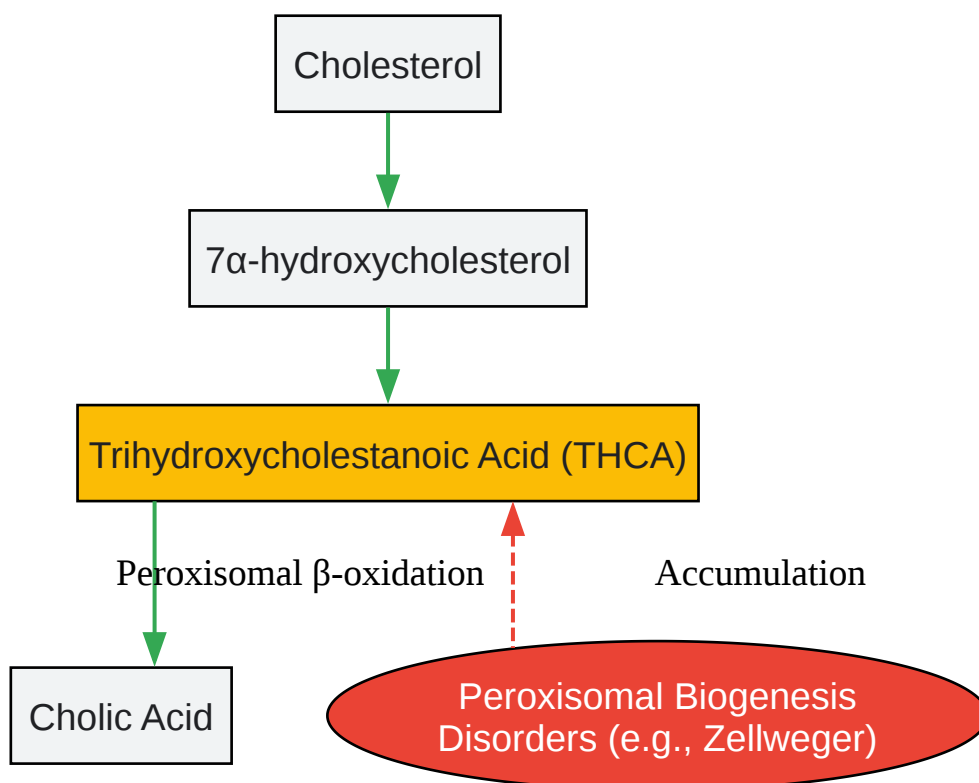 Cholesterol
7α-hydroxycholesterol
Trihydroxycholestanoic Acid (THCA)
Peroxisomal β-oxidation
Accumulation
Cholic Acid
Peroxisomal Biogenesis
Disorders (e.g., Zellweger)